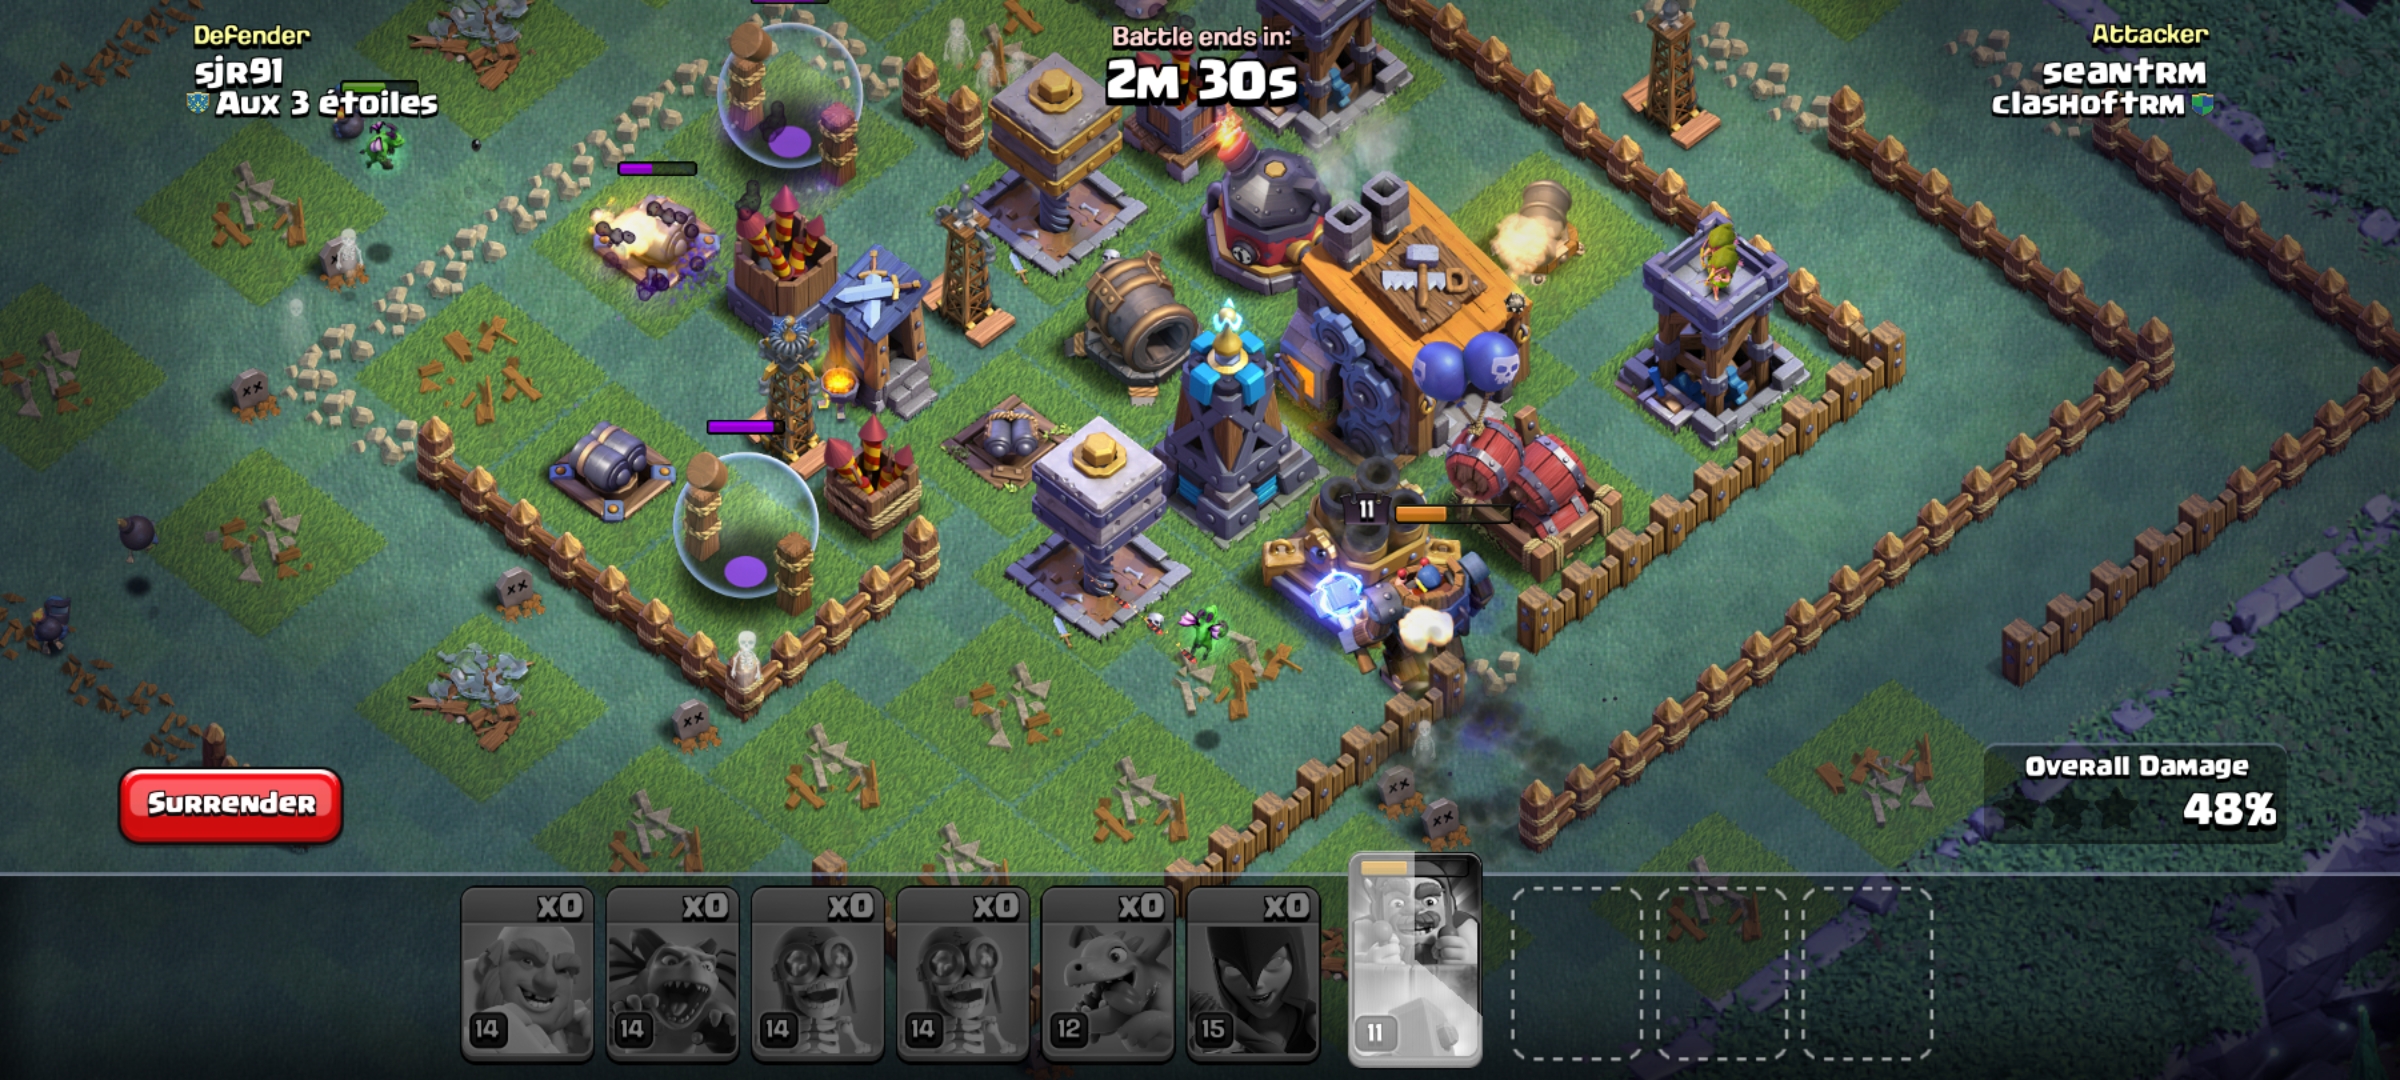 Defender
sjr91
Aux 3 étoiles
Battle ends in:
2m 30s
Attacker
seantrm
clashoftrm
11
Surrender
Overall Damage
48%
x0
x0
x0
x0
x0
x0
14
14
14
14
12
15
11